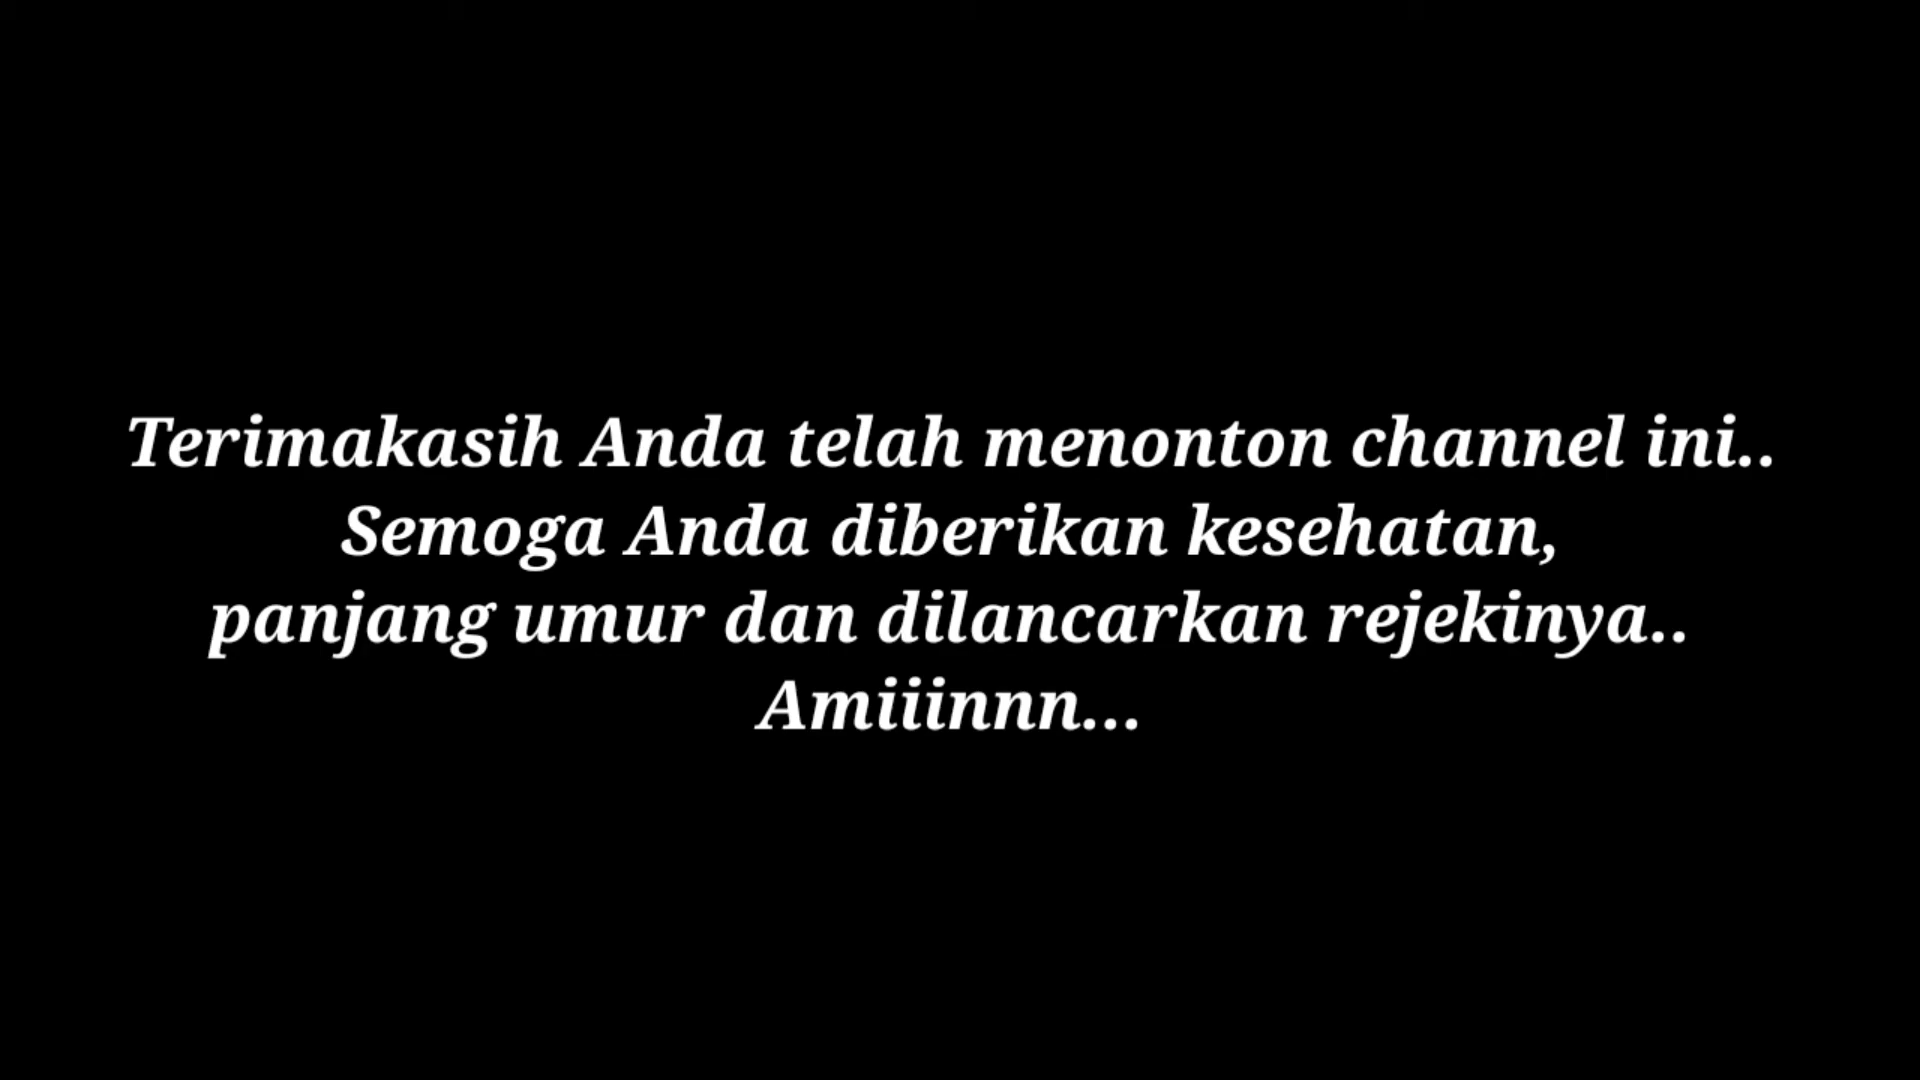 Terimakasih Anda telah menonton channel ini..
Semoga Anda diberikan kesehatan,
panjang umur dan dilancarkan rejekinya..
Amiiinnn...